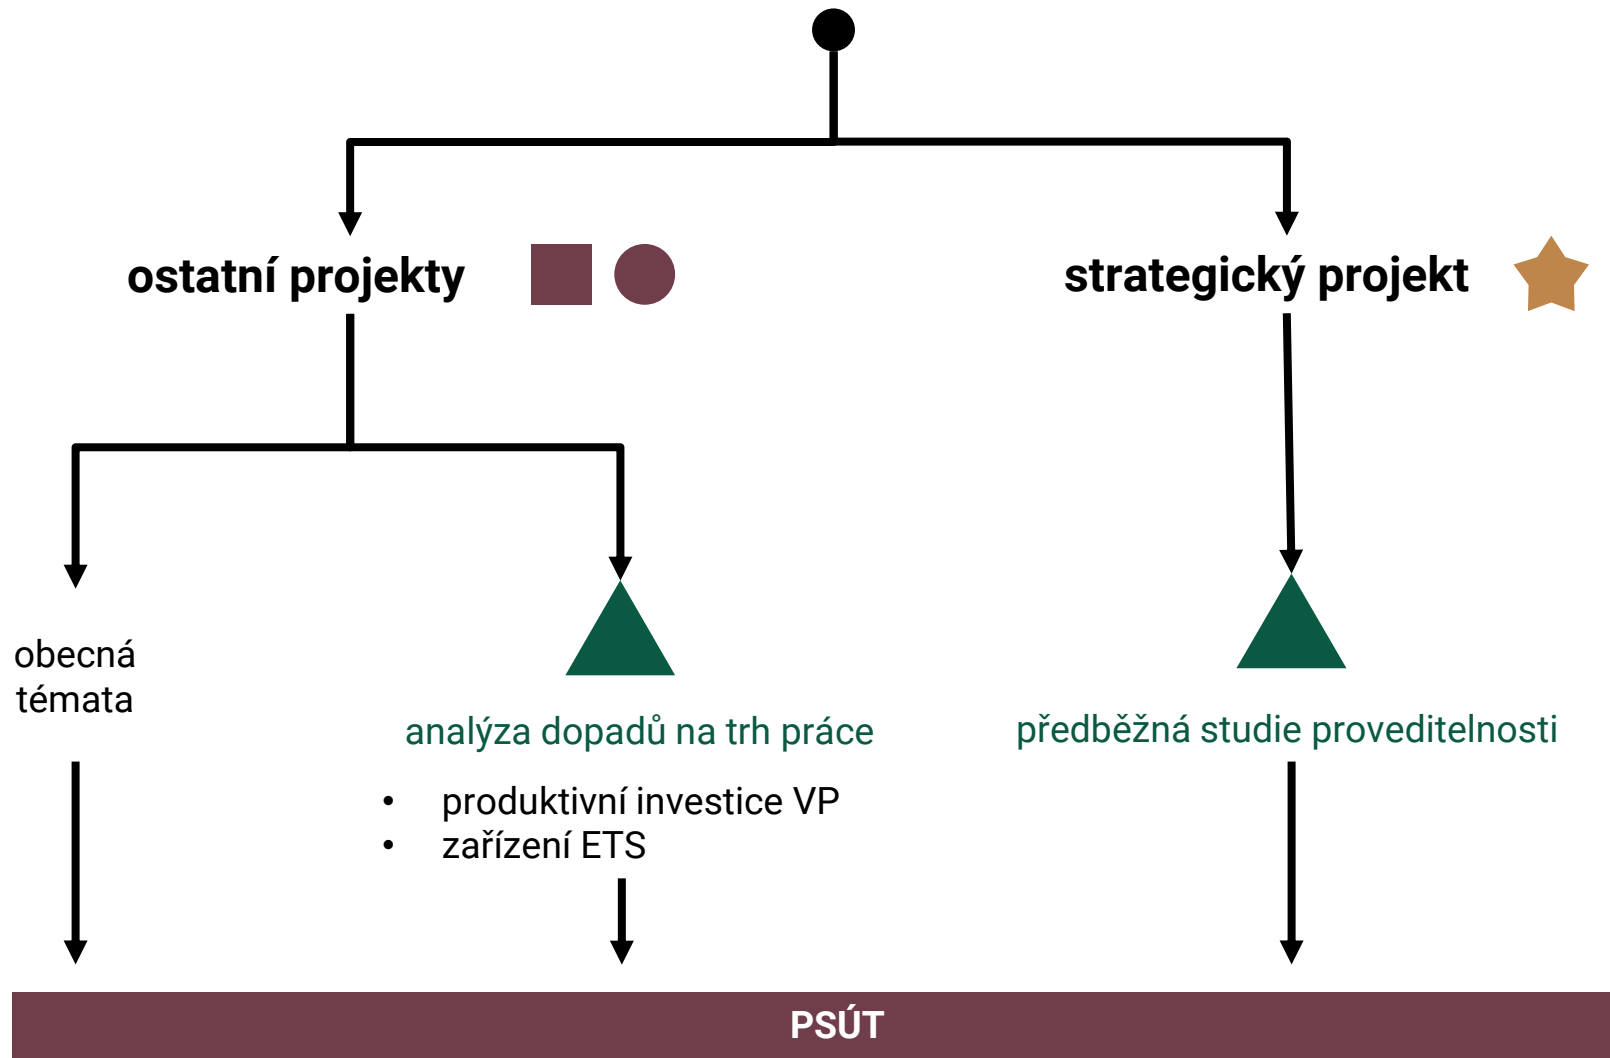 ostatní projekty
strategický projekt
obecná
témata
analýza dopadů na trh práce
• produktivní investice VP
• zařízení ETS
předběžná studie proveditelnosti
PSÚT